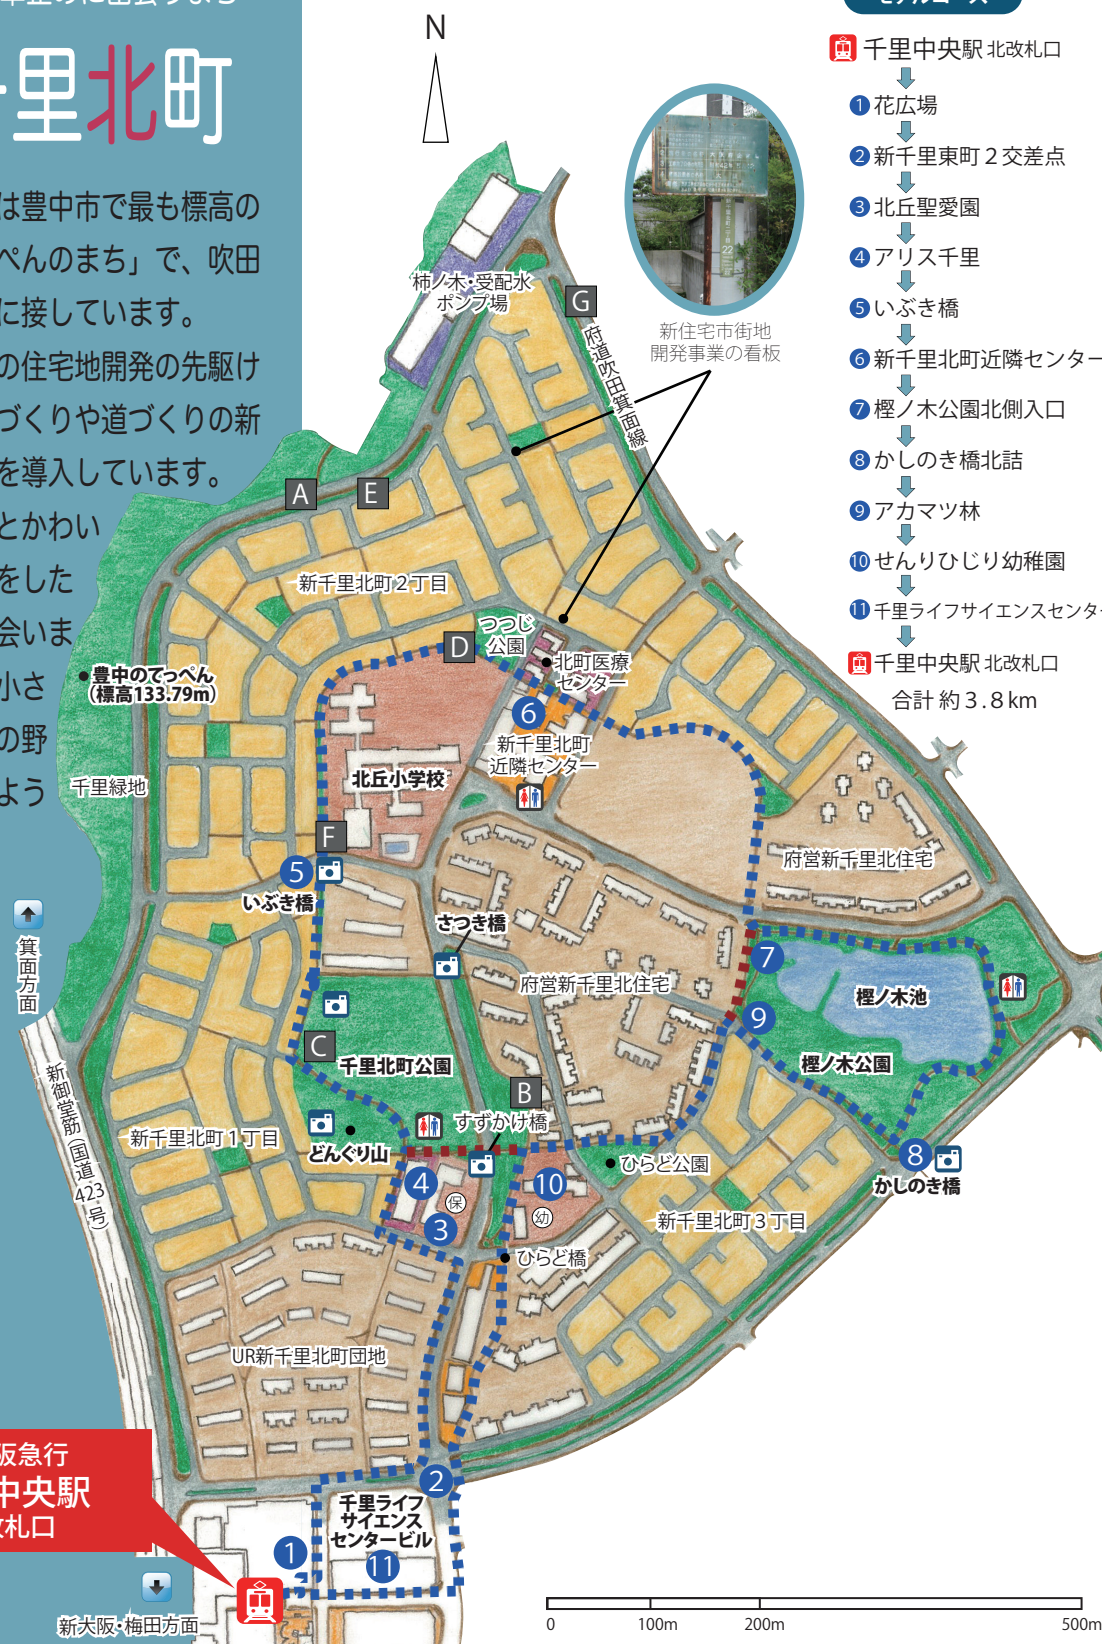 里北町
は豊中市で最も標高の
ぺんのまち」で、吹田
に接しています。
の住宅地開発の先駆け
づくりや道づくりの新
を導入しています。
とかわい
をした
会いま
小さ
の野
よう
N
千里中央駅 北改札口
1 花広場
2 新千里東町2交差点
3 北丘聖愛園
4 アリス千里
5 いぶき橋
6 新千里北町近隣センター
7 樫ノ木公園北側入口
8 かしのき橋北詰
9 アカマツ林
10 せんりひじり幼稚園
11 千里ライフサイエンスセンタ
千里中央駅 北改札口
合計 約3.8km
新住宅市街地
開発事業の看板
柿ノ木・受配水
ポンプ場
G
府道吹田箕面線
A
E
新千里北町2丁目
D
つつじ
公園
北町医療
センター
豊中のてっぺん
(標高133.79m)
6
新千里北町
近隣センター
北丘小学校
千里緑地
F
5
いぶき橋
府営新千里北住宅
さつき橋
箕面方面
府営新千里北住宅
7
樫ノ木池
9
C
千里北町公園
樫ノ木公園
新御堂筋(国道423号)
B
すずかけ橋
新千里北町1丁目
どんぐり山
ひらど公園
8
かしのき橋
4
保
3
10
幼
新千里北町3丁目
ひらど橋
UR新千里北町団地
阪急行
中央駅
改札口
2
千里ライフ
サイエンス
センタービル
1
11
新大阪・梅田方面
0
100m
200m
500m